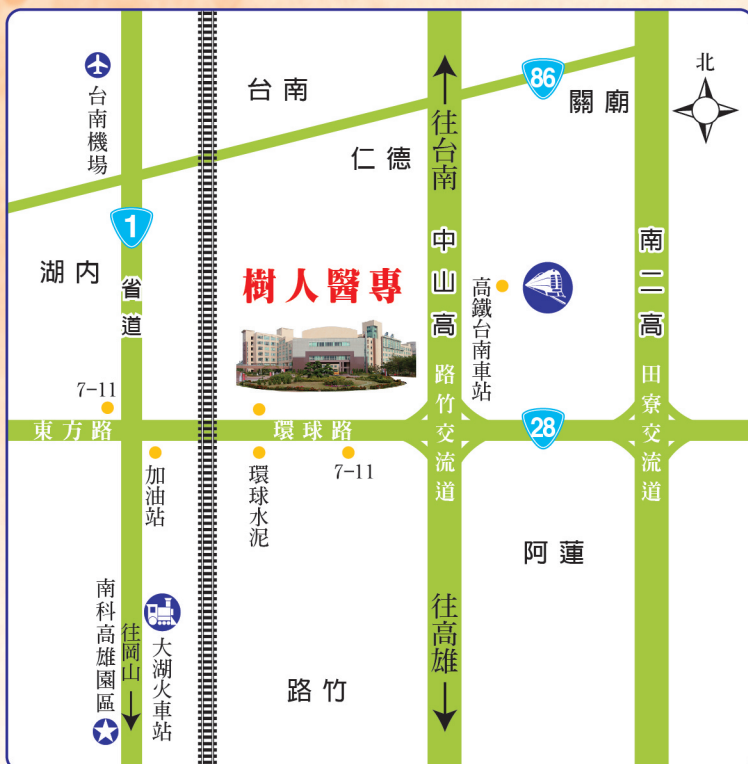 北
86
台南
關廟
台南機場
仁德
往台南
1
省道
湖內
樹人醫專
中山高
南二高
高鐵台南車站
7-11
路竹交流道
田寮交流道
東方路
環球路
28
加油站
環球水泥
7-11
阿蓮
南科高雄園區
往岡山
大湖火車站
往高雄
路竹